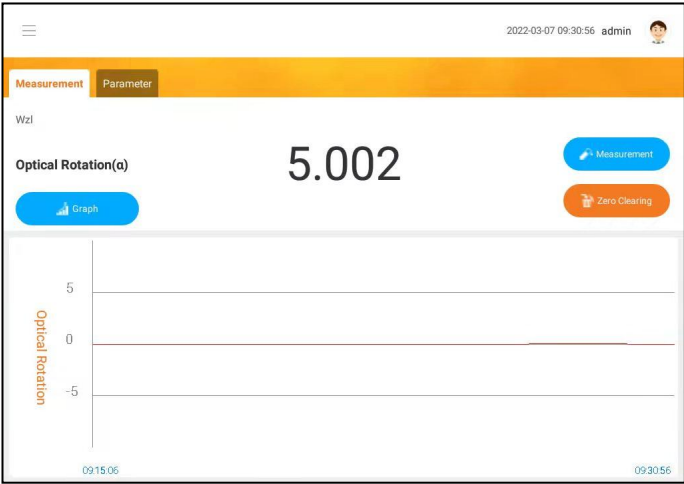 2022-03-07 09:30:56 admin
Measurement Parameter
Wzl
Optical Rotation(α)
5.002
Measurement
Graph
Zero Clearing
Optical Rotation
5
0
-5
09:15:06
09:30:56